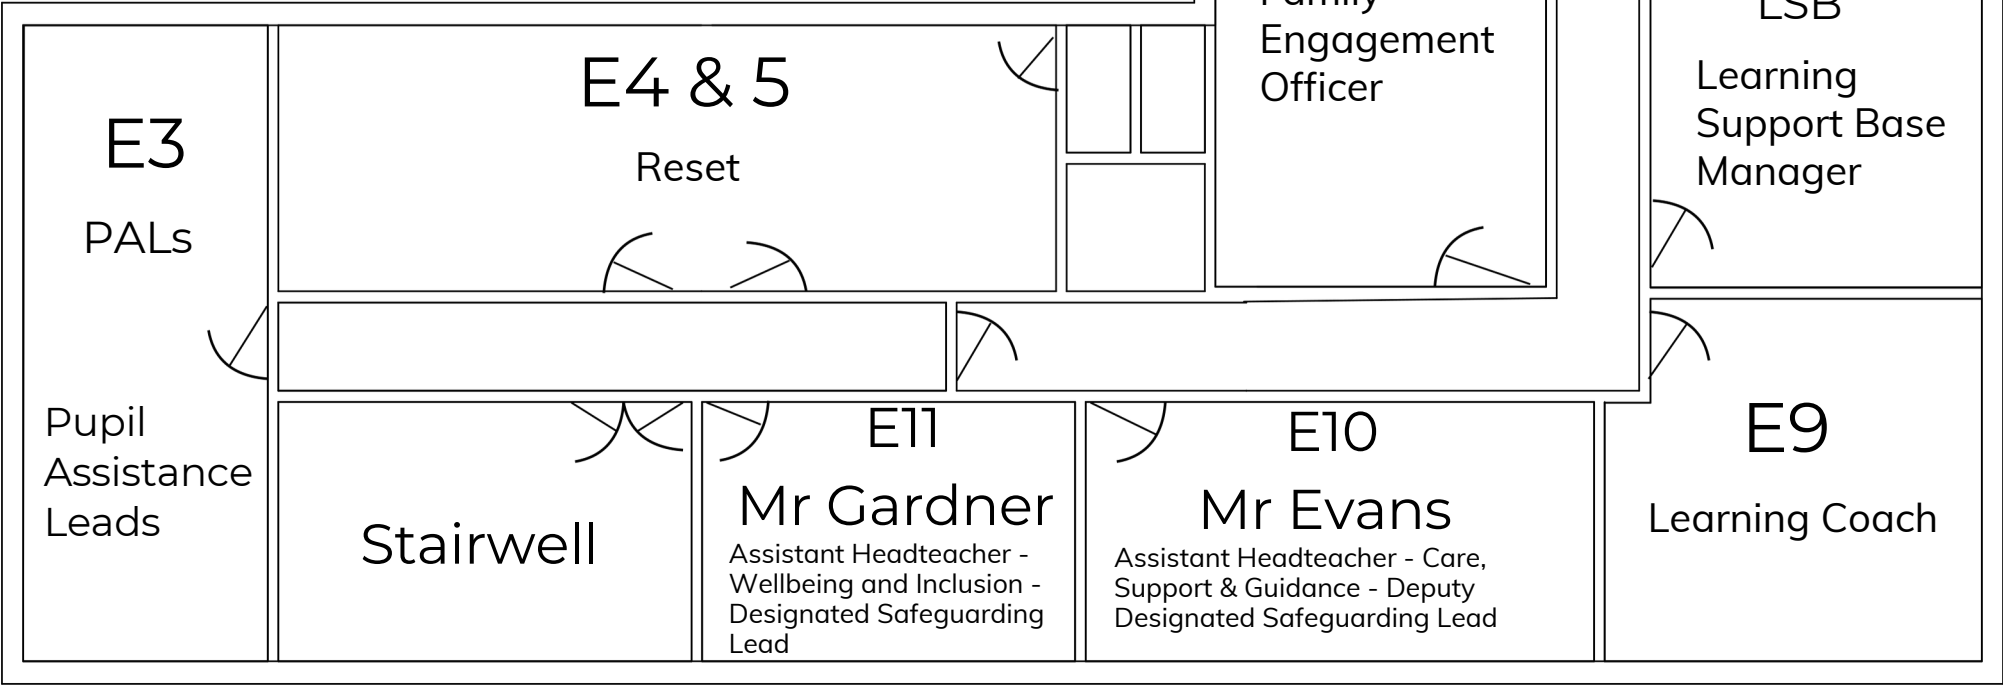 E3
PALs
Pupil
Assistance
Leads
E4 & 5
Reset
Family
Engagement
Officer
LSB
Learning
Support Base
Manager
Stairwell
E11
Mr Gardner
Assistant Headteacher -
Wellbeing and Inclusion -
Designated Safeguarding
Lead
E10
Mr Evans
Assistant Headteacher - Care,
Support & Guidance - Deputy
Designated Safeguarding Lead
E9
Learning Coach